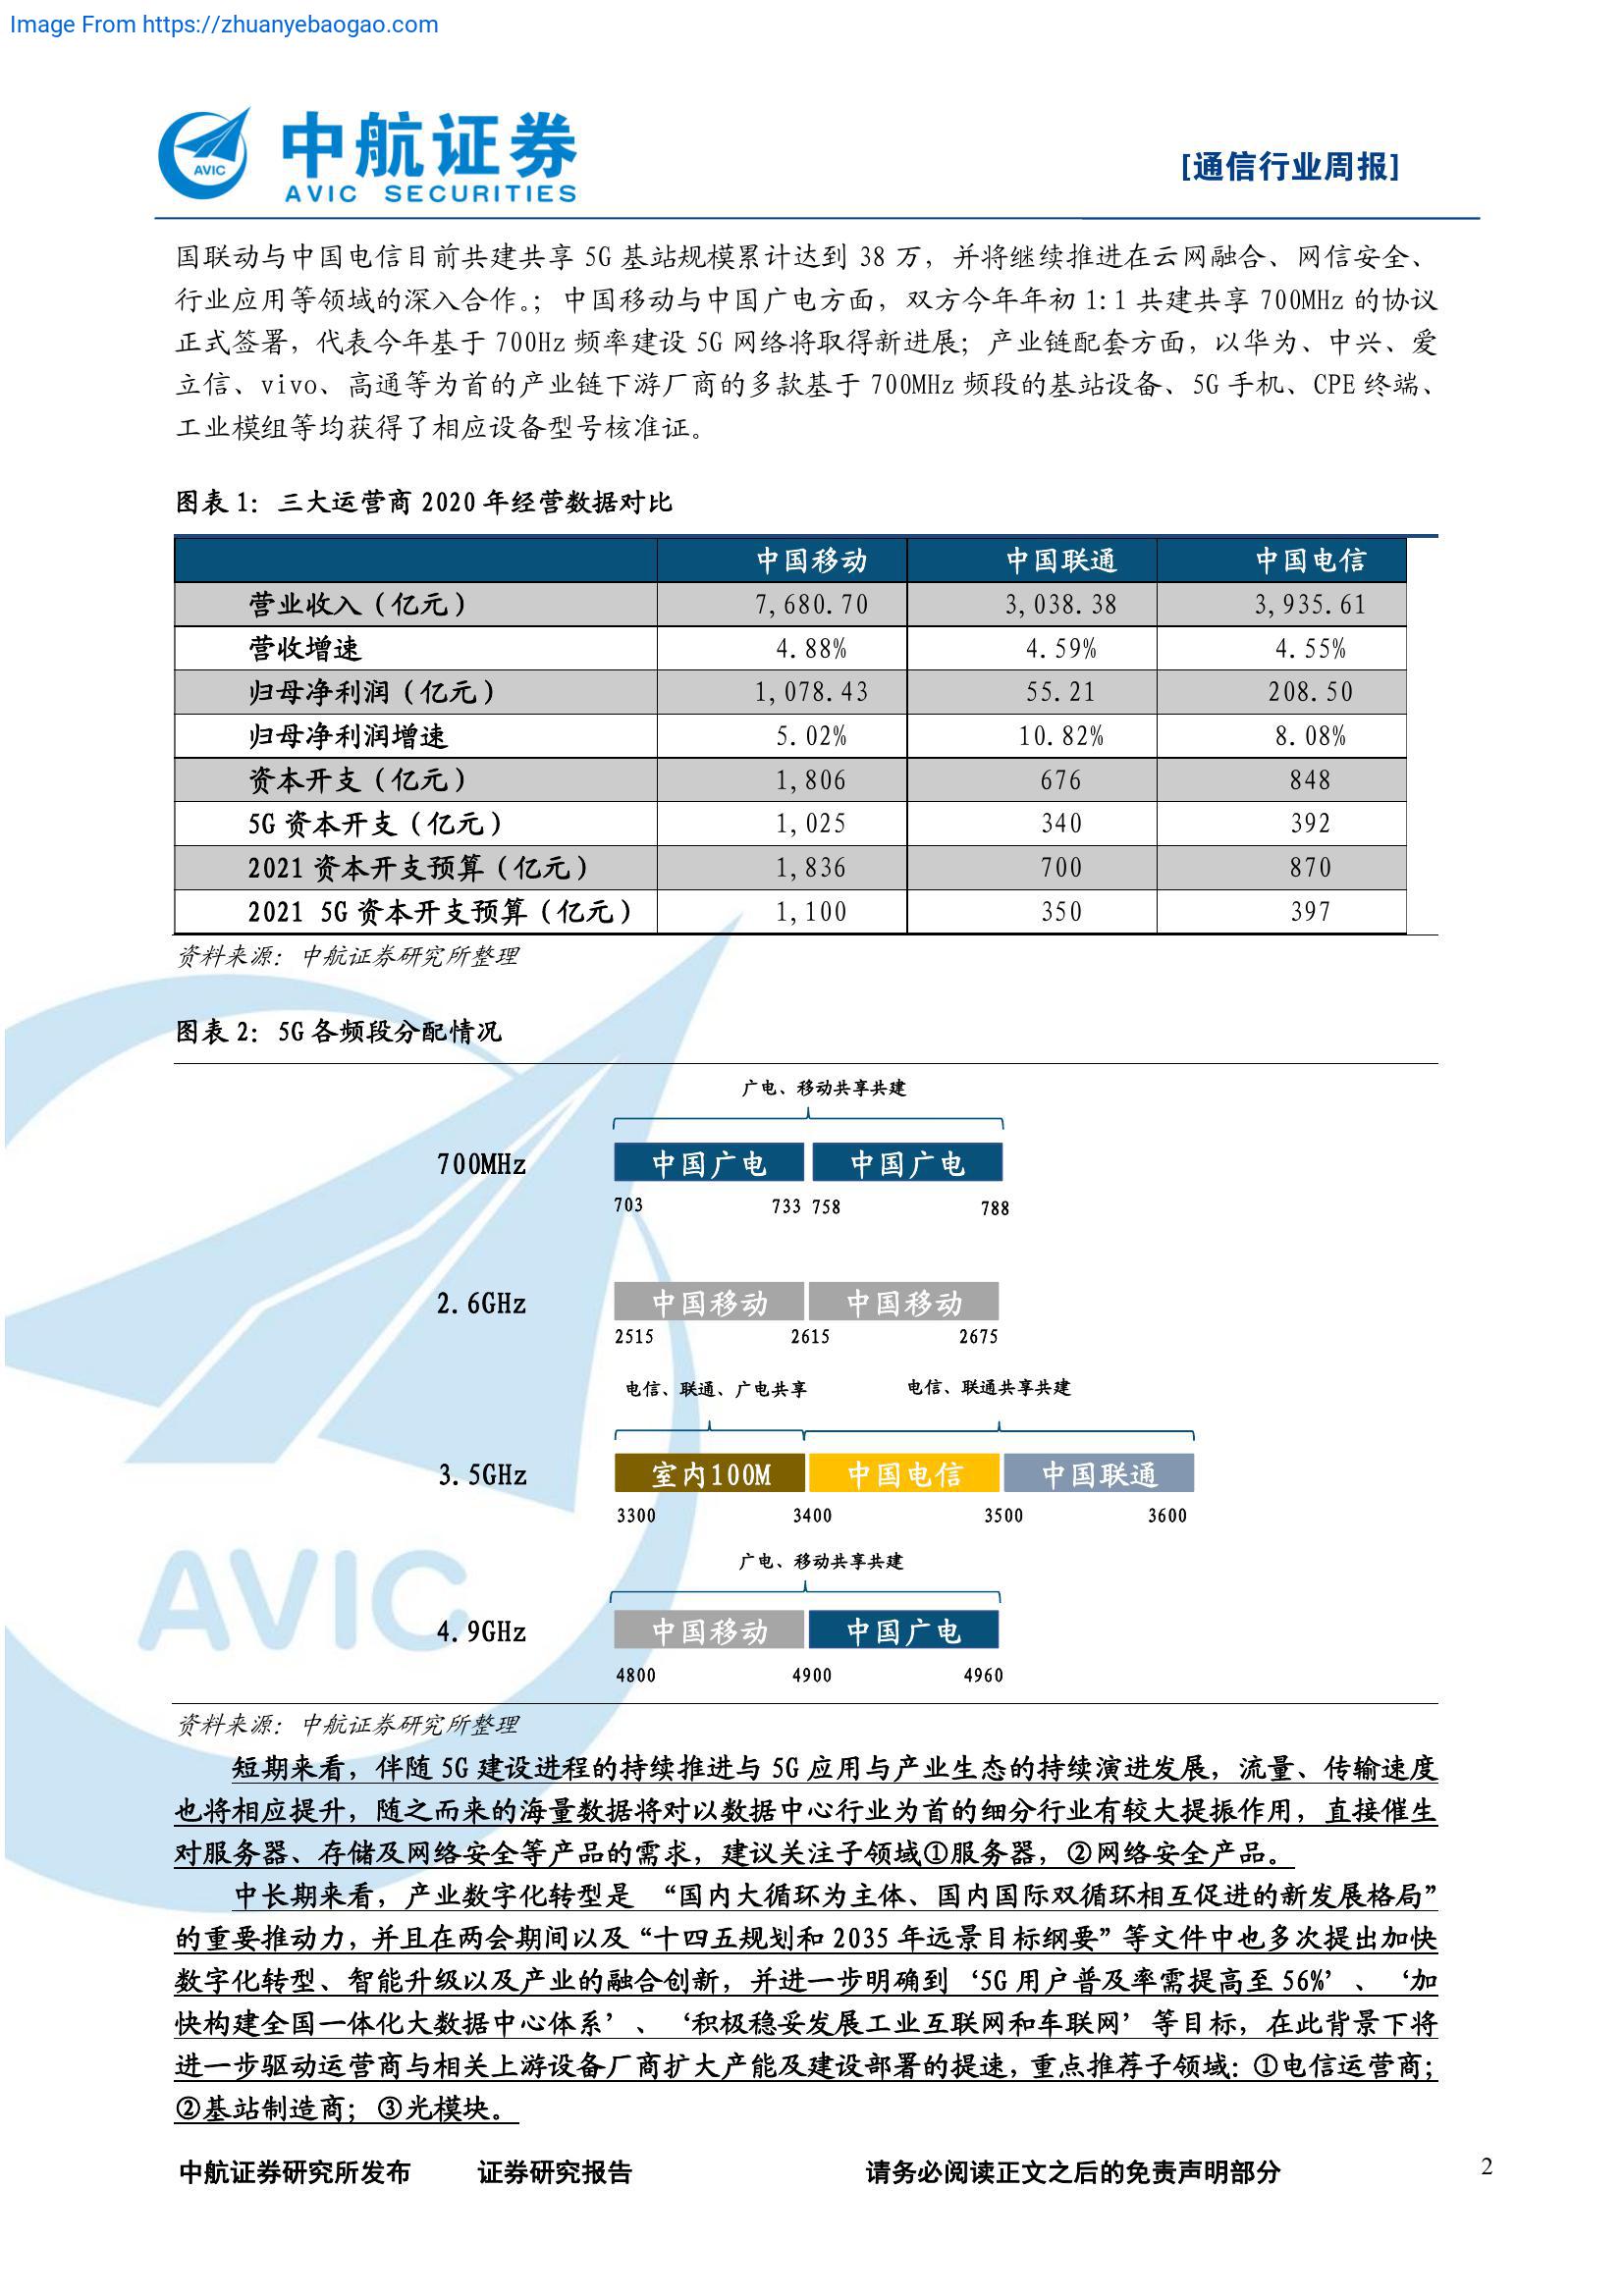 Image From https://zhuanyebaogao.com
AVIC
中航证券
AVIC SECURITIES
[通信行业周报]
国联动与中国电信目前共建共享 5G 基站规模累计达到 38 万，并将继续推进在云网融合、网信安全、
行业应用等领域的深入合作。；中国移动与中国广电方面，双方今年年初 1:1 共建共享 700MHz 的协议
正式签署，代表今年基于 700Hz 频率建设 5G 网络将取得新进展；产业链配套方面，以华为、中兴、爱
立信、vivo、高通等为首的产业链下游厂商的多款基于 700MHz 频段的基站设备、5G 手机、CPE 终端、
工业模组等均获得了相应设备型号核准证。
图表 1：三大运营商 2020 年经营数据对比
中国移动 中国联通 中国电信
营业收入（亿元） 7,680.70 3,038.38 3,935.61
营收增速 4.88% 4.59% 4.55%
归母净利润（亿元） 1,078.43 55.21 208.50
归母净利润增速 5.02% 10.82% 8.08%
资本开支（亿元） 1,806 676 848
5G 资本开支（亿元） 1,025 340 392
2021 资本开支预算（亿元） 1,836 700 870
2021 5G 资本开支预算（亿元） 1,100 350 397
资料来源：中航证券研究所整理
图表 2：5G 各频段分配情况
广电、移动共享共建
700MHz 中国广电 中国广电
703 733 758 788
2.6GHz 中国移动 中国移动
2515 2615 2675
电信、联通、广电共享 电信、联通共享共建
3.5GHz 室内100M 中国电信 中国联通
3300 3400 3500 3600
广电、移动共享共建
AVIC
4.9GHz 中国移动 中国广电
4800 4900 4960
资料来源：中航证券研究所整理
短期来看，伴随 5G 建设进程的持续推进与 5G 应用与产业生态的持续演进发展，流量、传输速度
也将相应提升，随之而来的海量数据将对以数据中心行业为首的细分行业有较大提振作用，直接催生
对服务器、存储及网络安全等产品的需求，建议关注子领域①服务器，②网络安全产品。
中长期来看，产业数字化转型是 “国内大循环为主体、国内国际双循环相互促进的新发展格局”
的重要推动力，并且在两会期间以及“十四五规划和 2035 年远景目标纲要”等文件中也多次提出加快
数字化转型、智能升级以及产业的融合创新，并进一步明确到‘5G 用户普及率需提高至 56%’、‘加
快构建全国一体化大数据中心体系’、‘积极稳妥发展工业互联网和车联网’等目标，在此背景下将
进一步驱动运营商与相关上游设备厂商扩大产能及建设部署的提速，重点推荐子领域：①电信运营商；
②基站制造商；③光模块。
中航证券研究所发布 证券研究报告 请务必阅读正文之后的免责声明部分 2